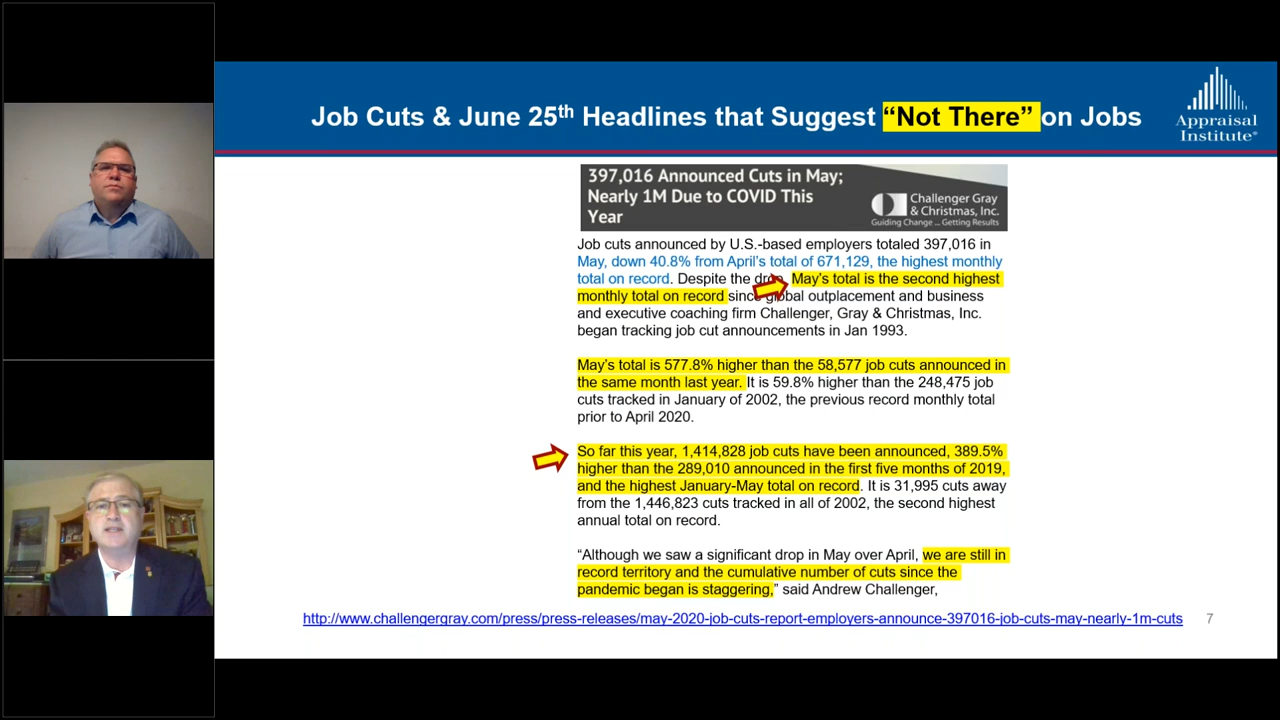 Job Cuts & June 25th Headlines that Suggest “Not There” on Jobs
Appraisal
Institute®
397,016 Announced Cuts in May;
Nearly 1M Due to COVID This
Year
Challenger Gray
& Christmas, Inc.
Guiding Change ... Getting Results
Job cuts announced by U.S.-based employers totaled 397,016 in
May, down 40.8% from April’s total of 671,129, the highest monthly
total on record. Despite the drop, May’s total is the second highest
monthly total on record since global outplacement and business
and executive coaching firm Challenger, Gray & Christmas, Inc.
began tracking job cut announcements in Jan 1993.
May’s total is 577.8% higher than the 58,577 job cuts announced in
the same month last year. It is 59.8% higher than the 248,475 job
cuts tracked in January of 2002, the previous record monthly total
prior to April 2020.
So far this year, 1,414,828 job cuts have been announced, 389.5%
higher than the 289,010 announced in the first five months of 2019,
and the highest January-May total on record. It is 31,995 cuts away
from the 1,446,823 cuts tracked in all of 2002, the second highest
annual total on record.
“Although we saw a significant drop in May over April, we are still in
record territory and the cumulative number of cuts since the
pandemic began is staggering,” said Andrew Challenger,
http://www.challengergray.com/press/press-releases/may-2020-job-cuts-report-employers-announce-397016-job-cuts-may-nearly-1m-cuts
7